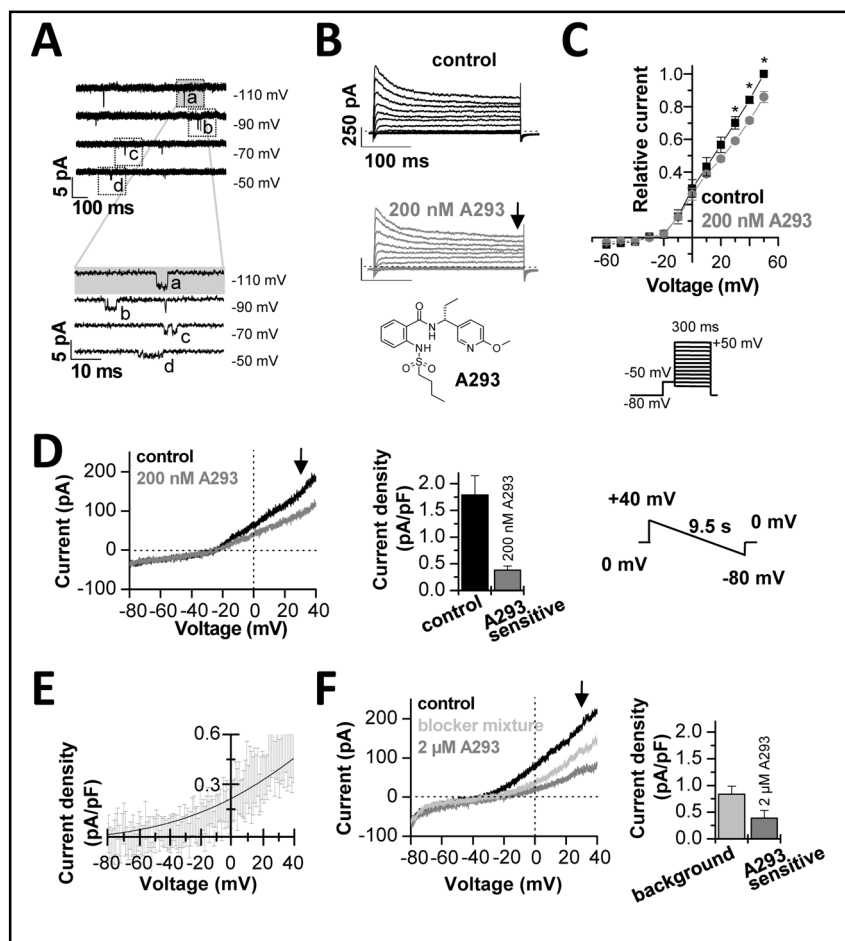 A
a
-110 mV
b
-90 mV
c
-70 mV
d
-50 mV
5 pA
100 ms
a
-110 mV
b
-90 mV
c
-70 mV
d
-50 mV
5 pA
10 ms
B
control
250 pA
100 ms
200 nM A293
O
N
H
N
O
NH
S
O
O
A293
C
Relative current
1.0
0.8
0.6
0.4
* * *
control
200 nM A293
-60 -20 20 40 60
Voltage (mV)
300 ms
+50 mV
-50 mV
-80 mV
D
control
200 nM A293
Current (pA)
200
100
0
-100
-80 -60 -40 -20 0 20 40
Voltage (mV)
Current density
(pA/pF)
2.0
1.5
1.0
0.5
0.0
200 nM A293
control
A293
sensitive
+40 mV
9.5 s
0 mV
0 mV
-80 mV
E
Current density
(pA/pF)
0.6
0.3
-80 -60 -40 -20 0 20 40
Voltage (mV)
F
control
blocker mixture
2 µM A293
Current (pA)
200
100
0
-100
-80 -60 -40 -20 0 20 40
Voltage (mV)
Current density
(pA/pF)
2.0
1.5
1.0
0.5
0.0
2 µM A293
background
A293
sensitive